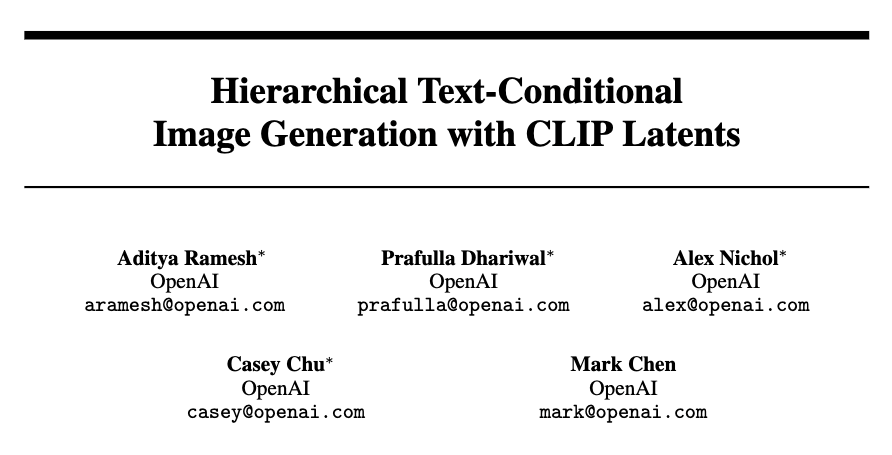 Hierarchical Text-Conditional
Image Generation with CLIP Latents
Aditya Ramesh* Prafulla Dhariwal* Alex Nichol*
OpenAI OpenAI OpenAI
aramesh@openai.com prafulla@openai.com alex@openai.com
Casey Chu* Mark Chen
OpenAI OpenAI
casey@openai.com mark@openai.com